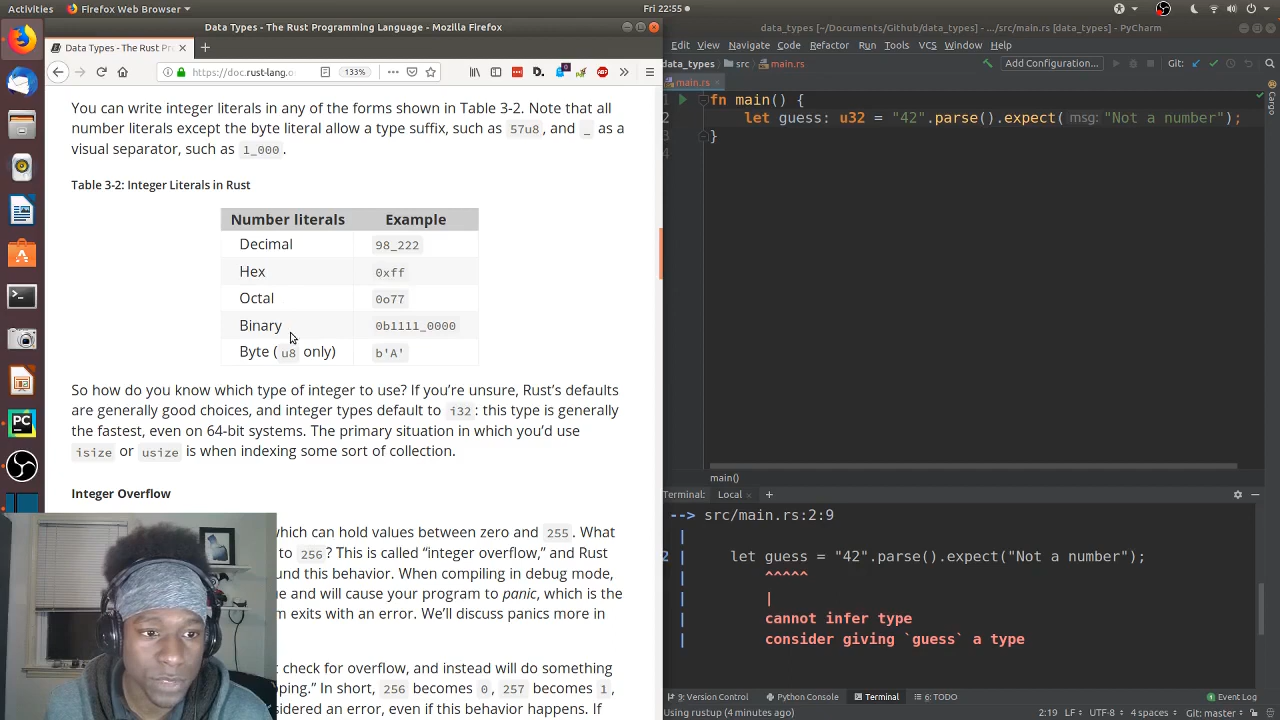 Activities
Firefox Web Browser
Fri 22:55
Data Types - The Rust Programming Language - Mozilla Firefox
data_types [~/Documents/Github/data_types] - .../src/main.rs - PyCharm
Data Types - The Rust Prog
Edit View Navigate Code Refactor Run Tools VCS Window Help
https://doc.rust-lang.o
133%
data_types src main.rs
Add Configuration...
Git:
main.rs
You can write integer literals in any of the forms shown in Table 3-2. Note that all
number literals except the byte literal allow a type suffix, such as 57u8, and _ as a
visual separator, such as 1_000.
Table 3-2: Integer Literals in Rust
Number literals Example
Decimal 98_222
Hex 0xff
Octal 0o77
Binary 0b1111_0000
Byte (u8 only) b'A'
So how do you know which type of integer to use? If you're unsure, Rust's defaults
are generally good choices, and integer types default to i32: this type is generally
the fastest, even on 64-bit systems. The primary situation in which you'd use
isize or usize is when indexing some sort of collection.
Integer Overflow
which can hold values between zero and 255. What
to 256? This is called “integer overflow,” and Rust
und this behavior. When compiling in debug mode,
ue and will cause your program to panic, which is the
m exits with an error. We'll discuss panics more in
t check for overflow, and instead will do something
pping.” In short, 256 becomes 0, 257 becomes 1,
sidered an error, even if this behavior happens. If
1 fn main() {
2 let guess: u32 = "42".parse().expect( msg: "Not a number");
3 }
4
Cargo
main()
Terminal: Local +
--> src/main.rs:2:9
|
2 | let guess = "42".parse().expect("Not a number");
| ^^^^^
| |
| cannot infer type
| consider giving `guess` a type
9: Version Control
Python Console
Terminal
6: TODO
Event Log
Using rustup (4 minutes ago)
2:19 LF UTF-8 4 spaces Git: master